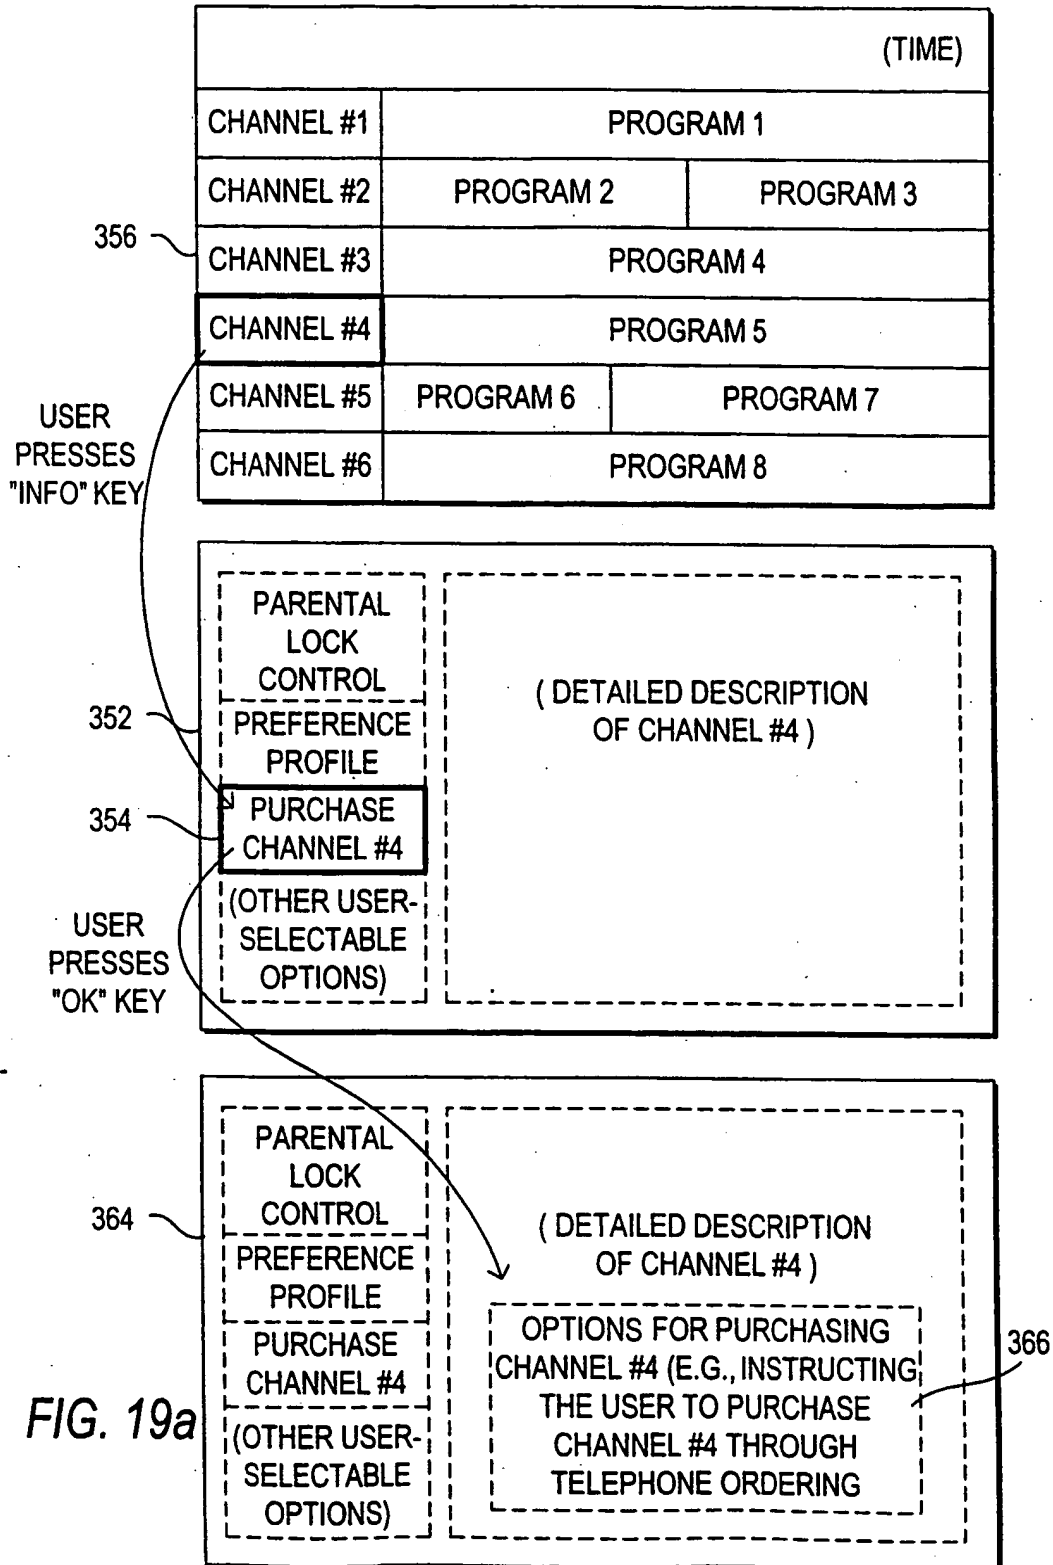 (TIME)
CHANNEL #1
PROGRAM 1
CHANNEL #2
PROGRAM 2
PROGRAM 3
356
CHANNEL #3
PROGRAM 4
CHANNEL #4
PROGRAM 5
CHANNEL #5
PROGRAM 6
PROGRAM 7
CHANNEL #6
PROGRAM 8
USER
PRESSES
"INFO" KEY
PARENTAL
LOCK
CONTROL
352
PREFERENCE
PROFILE
354
PURCHASE
CHANNEL #4
(OTHER USER-
SELECTABLE
OPTIONS)
( DETAILED DESCRIPTION
OF CHANNEL #4 )
USER
PRESSES
"OK" KEY
PARENTAL
LOCK
CONTROL
364
PREFERENCE
PROFILE
PURCHASE
CHANNEL #4
(OTHER USER-
SELECTABLE
OPTIONS)
( DETAILED DESCRIPTION
OF CHANNEL #4 )
OPTIONS FOR PURCHASING
CHANNEL #4 (E.G., INSTRUCTING
THE USER TO PURCHASE
CHANNEL #4 THROUGH
TELEPHONE ORDERING
366
FIG. 19a